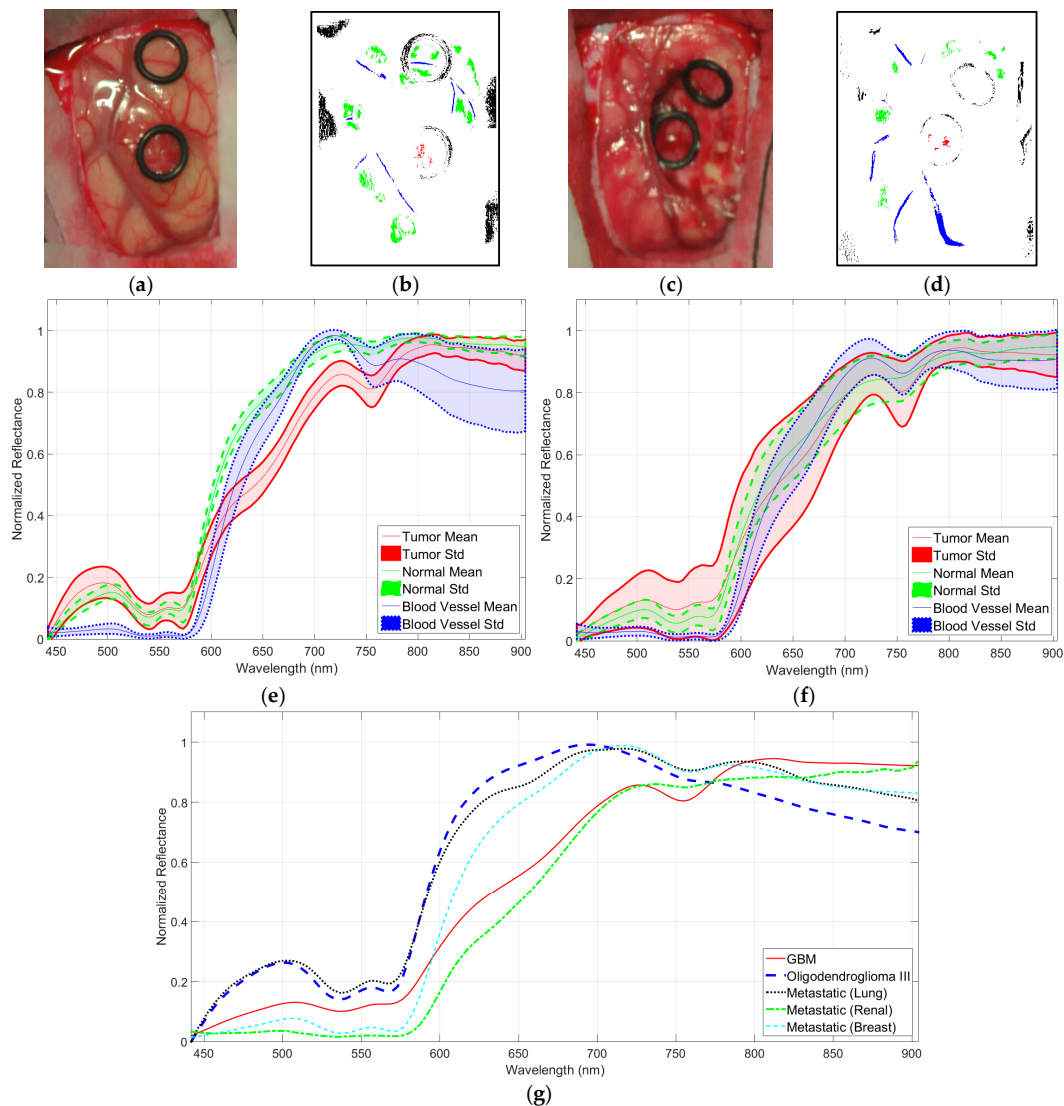 (a) (b) (c) (d)
1
0.8
0.6
0.4
0.2
0
Normalized Reflectance
Tumor Mean
Tumor Std
Normal Mean
Normal Std
Blood Vessel Mean
Blood Vessel Std
450 500 550 600 650 700 750 800 850 900
Wavelength (nm)
(e)
1
0.8
0.6
0.4
0.2
0
Normalized Reflectance
Tumor Mean
Tumor Std
Normal Mean
Normal Std
Blood Vessel Mean
Blood Vessel Std
450 500 550 600 650 700 750 800 850 900
Wavelength (nm)
(f)
1
0.8
0.6
0.4
0.2
0
Normalized Reflectance
GBM
Oligodendroglioma III
Metastatic (Lung)
Metastatic (Renal)
Metastatic (Breast)
450 500 550 600 650 700 750 800 850 900
Wavelength (nm)
(g)